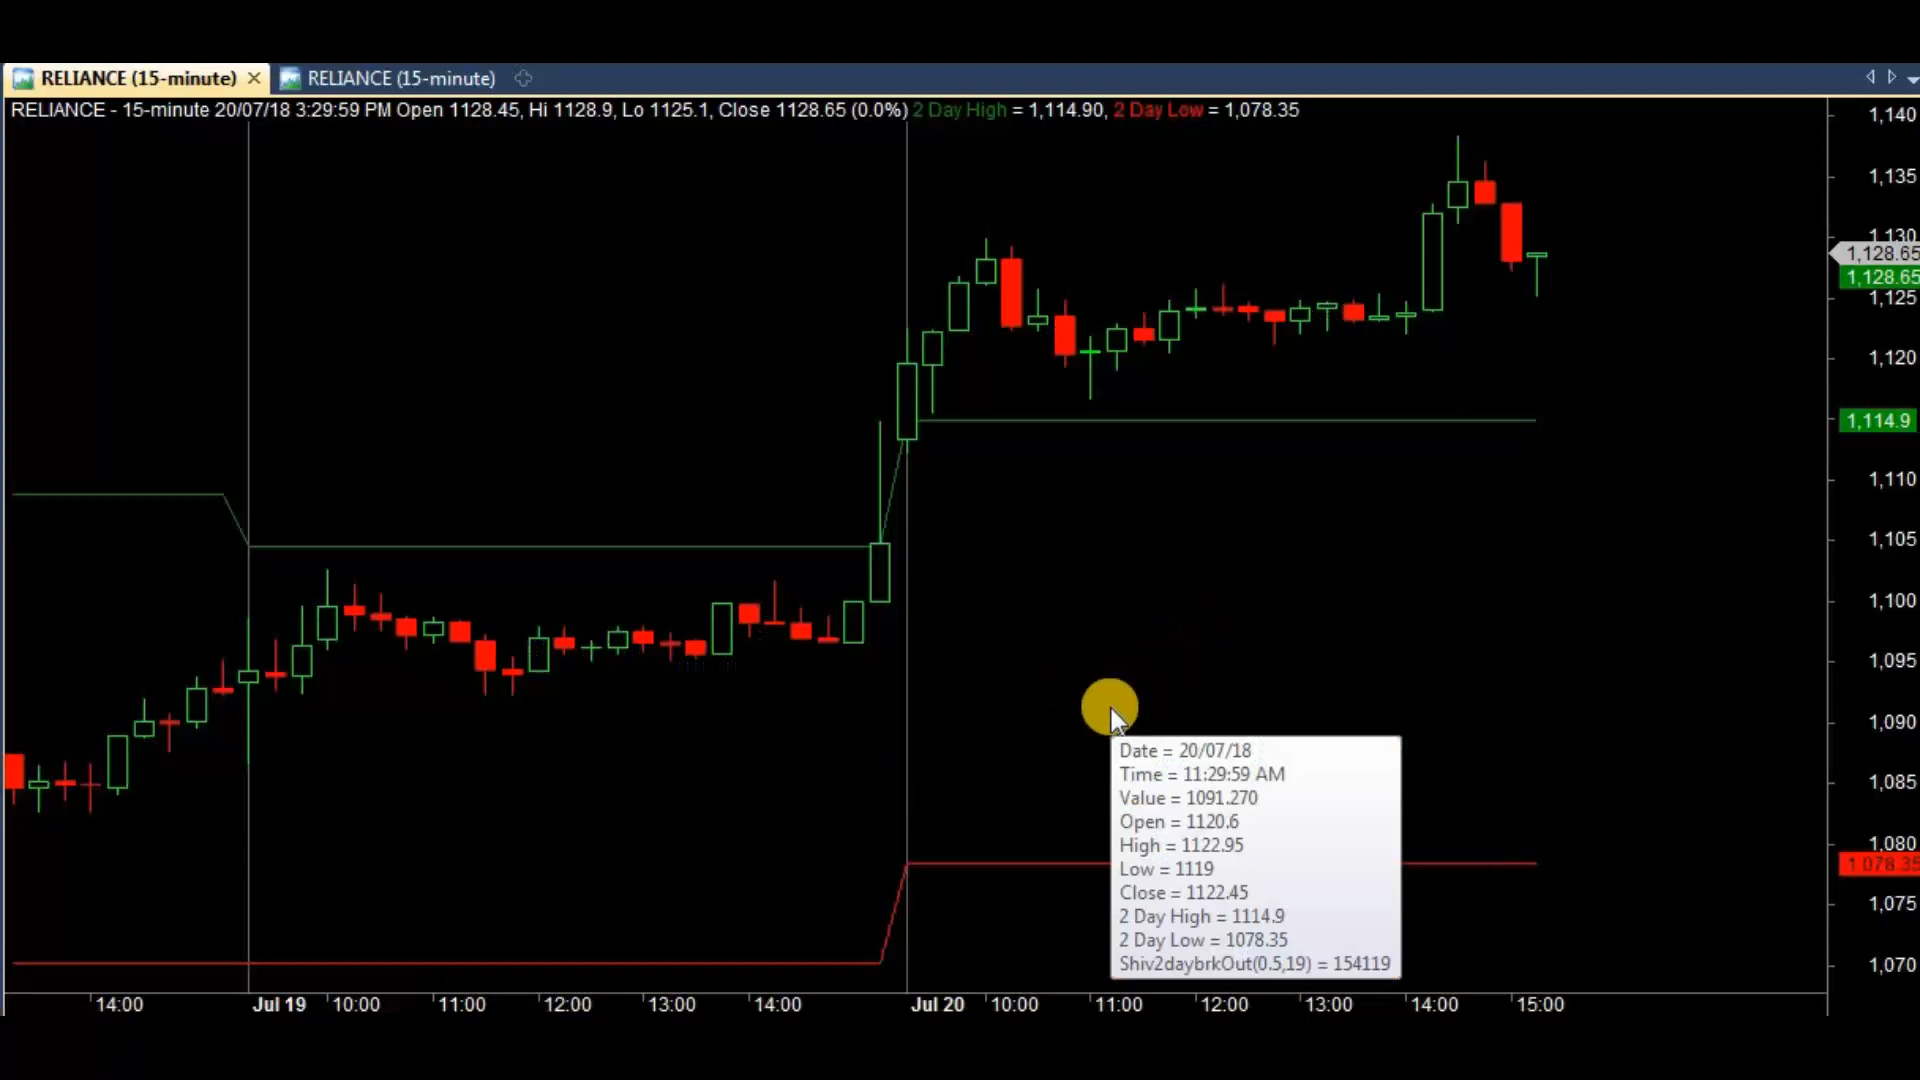 RELIANCE (15-minute) RELIANCE (15-minute)
RELIANCE - 15-minute 20/07/18 3:29:59 PM Open 1128.45, Hi 1128.9, Lo 1125.1, Close 1128.65 (0.0%) 2 Day High = 1,114.90, 2 Day Low = 1,078.35
1,140
1,135
1,130
1,128.65
1,128.65
1,125
1,120
1,114.9
1,110
1,105
1,100
1,095
1,090
1,085
1,080
1,078.35
1,075
1,070
Date = 20/07/18
Time = 11:29:59 AM
Value = 1091.270
Open = 1120.6
High = 1122.95
Low = 1119
Close = 1122.45
2 Day High = 1114.9
2 Day Low = 1078.35
Shiv2daybrkOut(0.5,19) = 154119
14:00 Jul 19 10:00 11:00 12:00 13:00 14:00 Jul 20 10:00 11:00 12:00 13:00 14:00 15:00